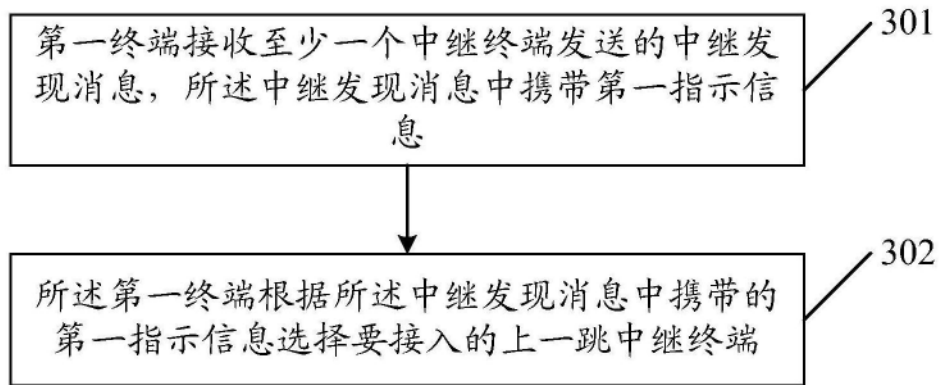 301
第一终端接收至少一个中继终端发送的中继发
现消息，所述中继发现消息中携带第一指示信
息
302
所述第一终端根据所述中继发现消息中携带的
第一指示信息选择要接入的上一跳中继终端